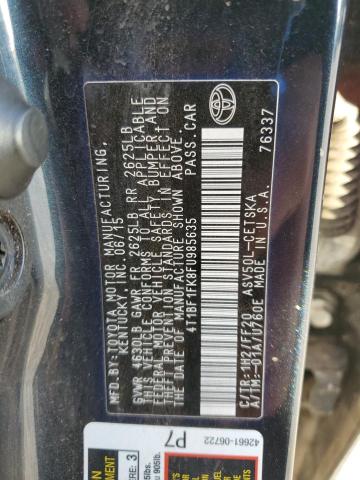 MFD. BY: TOYOTA MOTOR MANUFACTURING,
KENTUCKY, INC. 06/15
GVWR 4630LB GAWR FR 2625LB RR 2625LB
THIS VEHICLE CONFORMS TO ALL APPLICABLE
FEDERAL MOTOR VEHICLE SAFETY, BUMPER, AND
THEFT PREVENTION STANDARDS IN EFFECT ON
THE DATE OF MANUFACTURE SHOWN ABOVE.
4T1BF1FK8FU985635 PASS. CAR
C/TR: 1H2/FF20 ASV50L-CETSKA
A/TM: -01A/U760E MADE IN USA 76337
42661-06722
P7